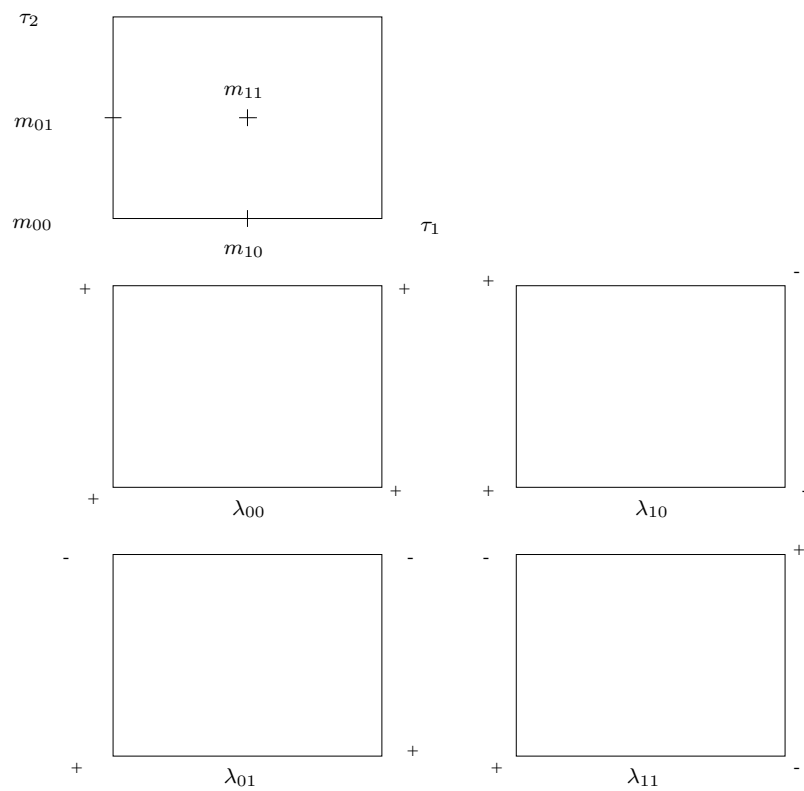 τ₂
m₁₁
m₀₁
m₀₀
τ₁
m₁₀
+ + + -
+ + + -
λ₀₀ λ₁₀
- - - +
+ + + -
λ₀₁ λ₁₁